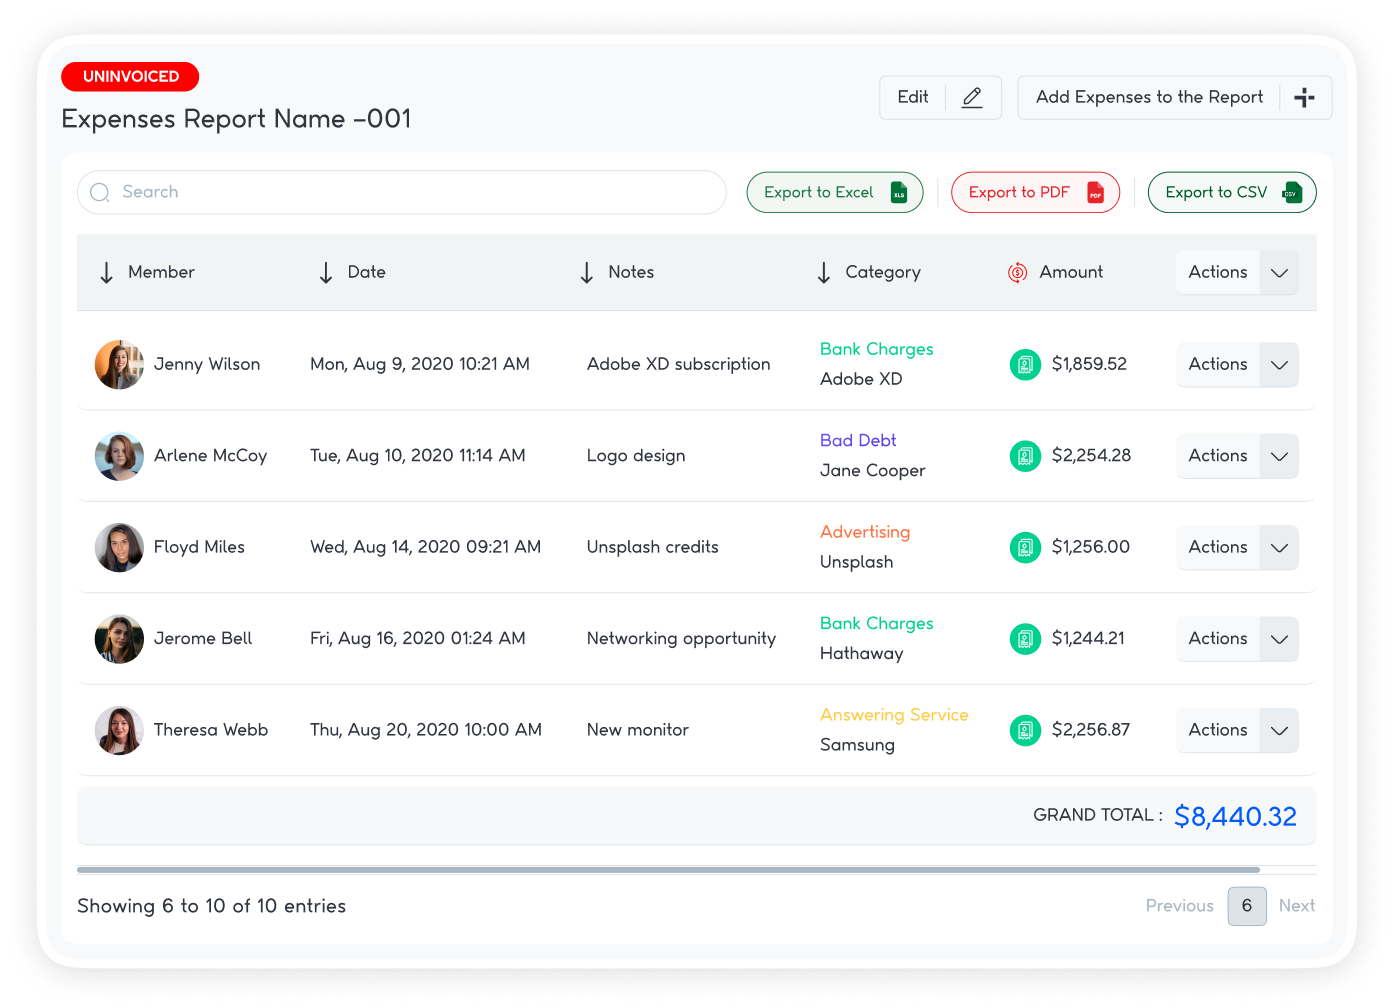 UNINVOICED
Expenses Report Name –001
Edit
Add Expenses to the Report
Search
Export to Excel XLS
Export to PDF PDF
Export to CSV CSV
Member Date Notes Category Amount Actions
Jenny Wilson Mon, Aug 9, 2020 10:21 AM Adobe XD subscription Bank Charges $1,859.52 Actions
Adobe XD
Arlene McCoy Tue, Aug 10, 2020 11:14 AM Logo design Bad Debt $2,254.28 Actions
Jane Cooper
Floyd Miles Wed, Aug 14, 2020 09:21 AM Unsplash credits Advertising $1,256.00 Actions
Unsplash
Jerome Bell Fri, Aug 16, 2020 01:24 AM Networking opportunity Bank Charges $1,244.21 Actions
Hathaway
Theresa Webb Thu, Aug 20, 2020 10:00 AM New monitor Answering Service $2,256.87 Actions
Samsung
GRAND TOTAL : $8,440.32
Showing 6 to 10 of 10 entries
Previous 6 Next